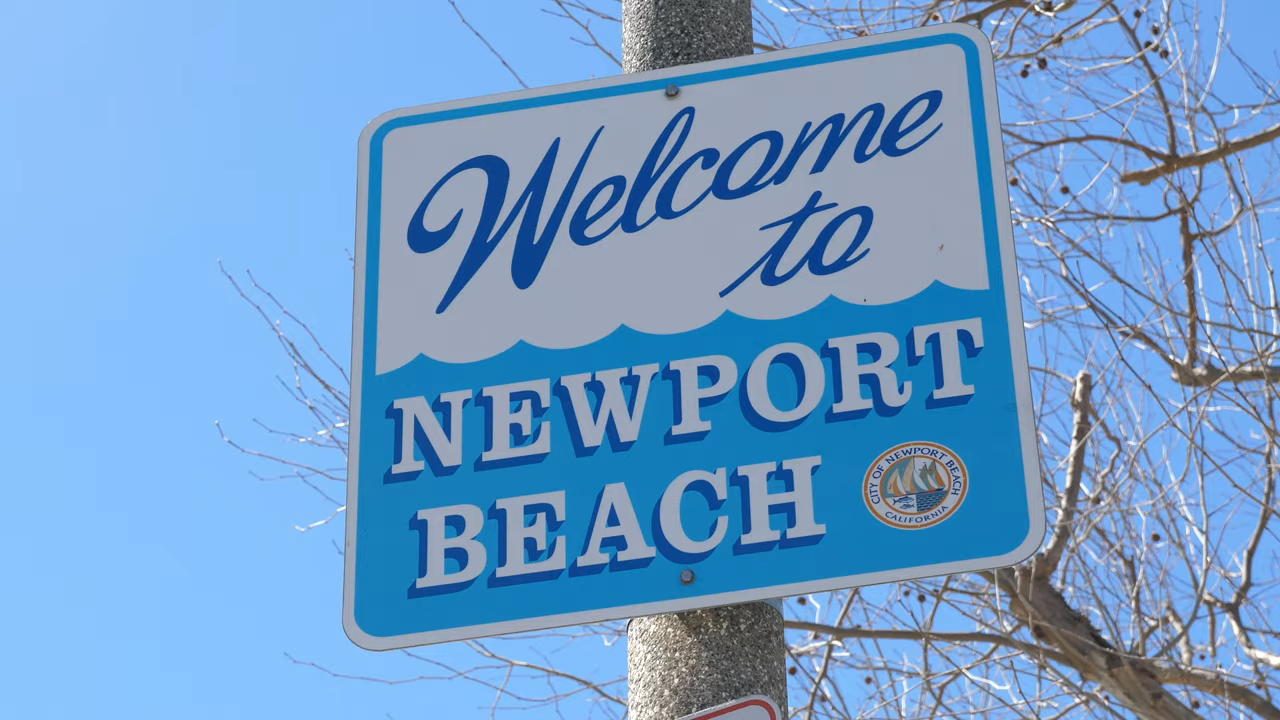 Welcome
to
NEWPORT
BEACH
CITY OF NEWPORT BEACH
CALIFORNIA